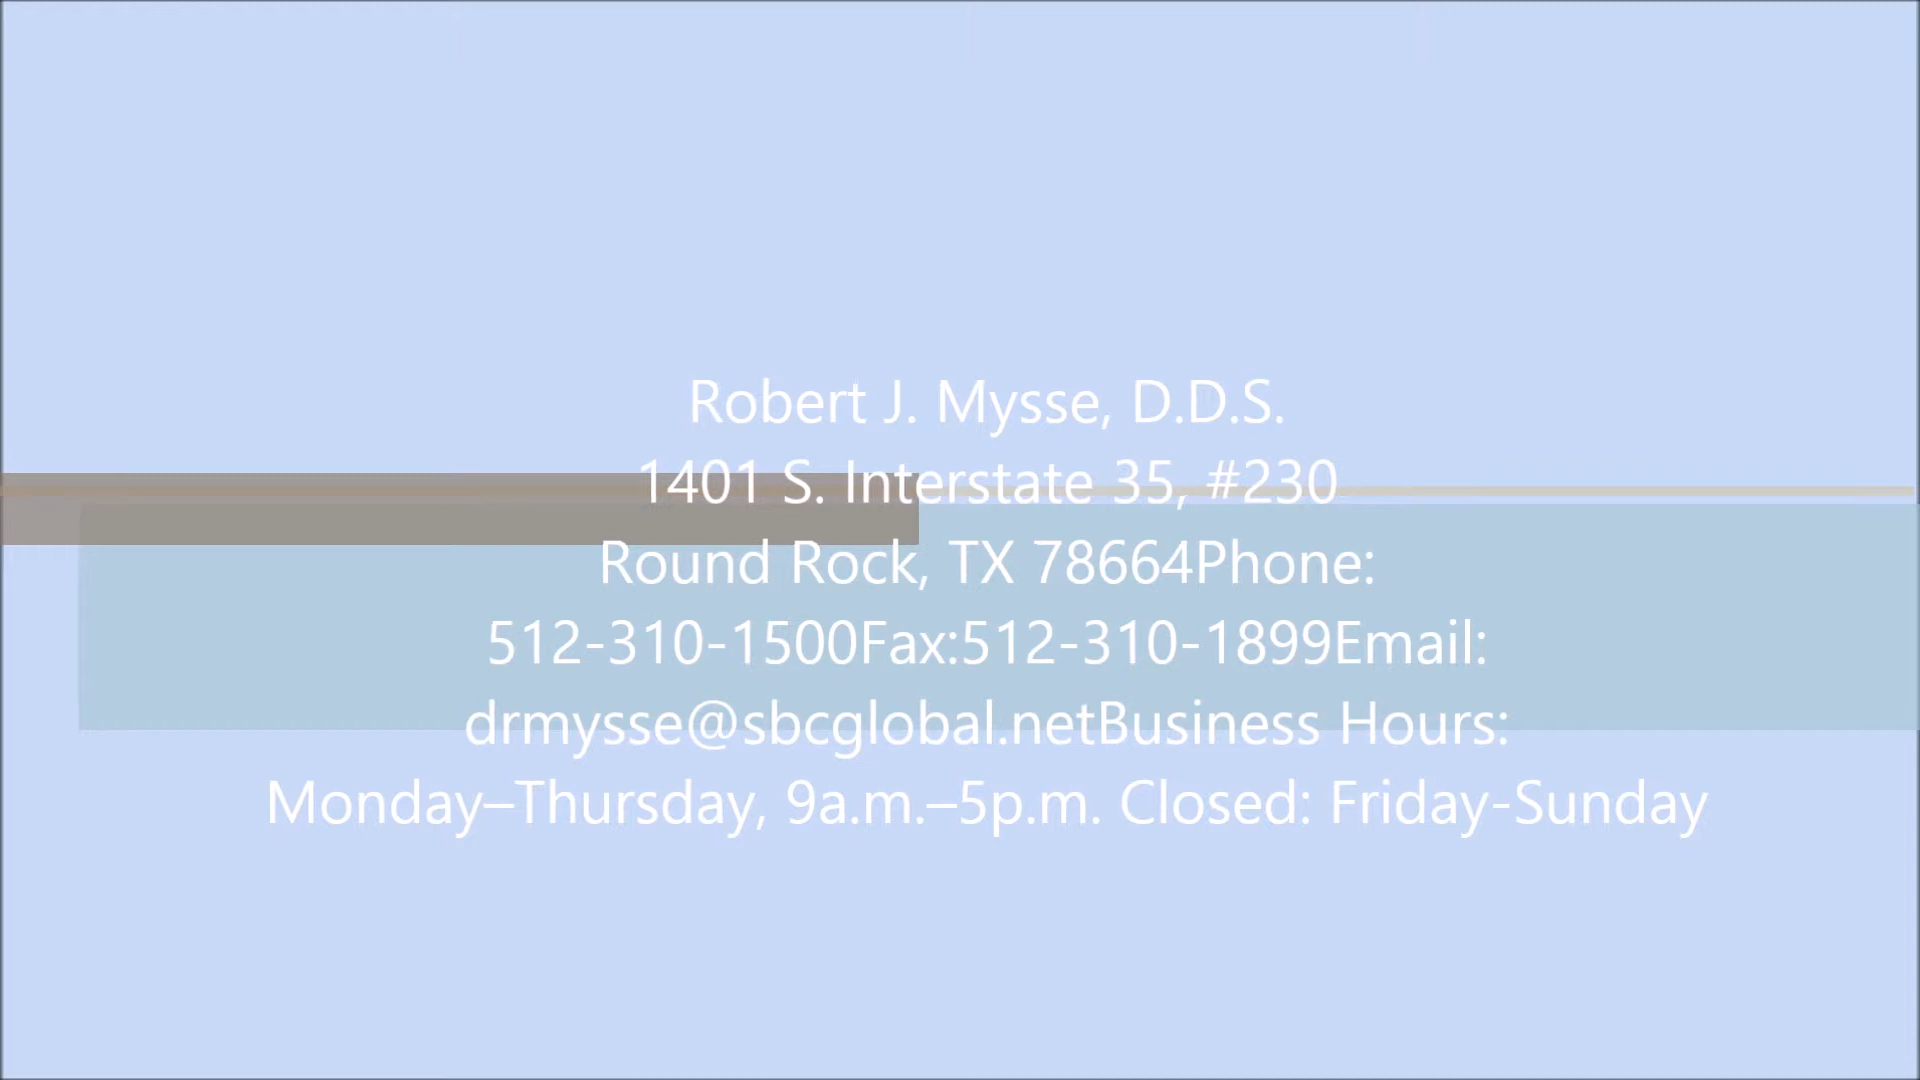 Robert J. Mysse, D.D.S.
1401 S. Interstate 35, #230
Round Rock, TX 78664Phone:
512-310-1500Fax:512-310-1899Email:
drmysse@sbcglobal.netBusiness Hours:
Monday–Thursday, 9a.m.–5p.m. Closed: Friday-Sunday